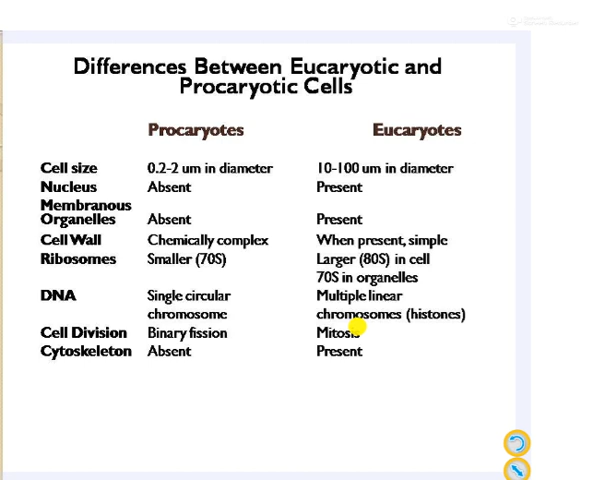 Differences Between Eucaryotic and
Procaryotic Cells
Procaryotes Eucaryotes
Cell size 0.2-2 um in diameter 10-100 um in diameter
Nucleus Absent Present
Membranous
Organelles Absent Present
Cell Wall Chemically complex When present, simple
Ribosomes Smaller (70S) Larger (80S) in cell
70S in organelles
DNA Single circular Multiple linear
chromosome chromosomes (histones)
Cell Division Binary fission Mitosis
Cytoskeleton Absent Present